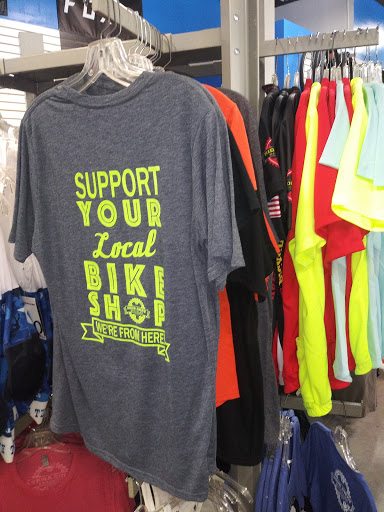 SUPPORT
YOUR
Local
BIKE
SHOP
WE'RE FROM HERE